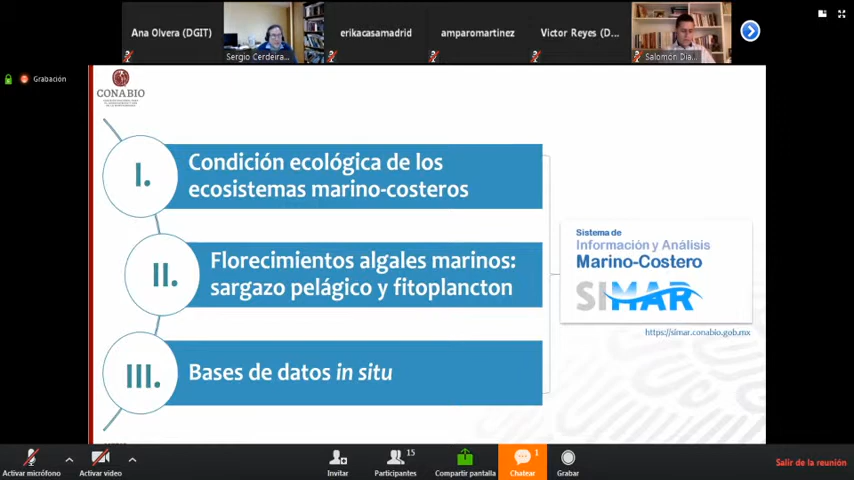 Ana Olvera (DGIT)
Sergio Cerdeira...
erikacasamadrid
amparomartinez
Victor Reyes (D...
Salomón Dia...
Grabación
CONABIO
I.
Condición ecológica de los
ecosistemas marino-costeros
II.
Florecimientos algales marinos:
sargazo pelágico y fitoplancton
III.
Bases de datos in situ
Sistema de
Información y Análisis
Marino-Costero
SIMAR
https://simar.conabio.gob.mx
Activar micrófono
Activar video
Invitar
15
Participantes
Compartir pantalla
1
Chatear
Grabar
Salir de la reunión